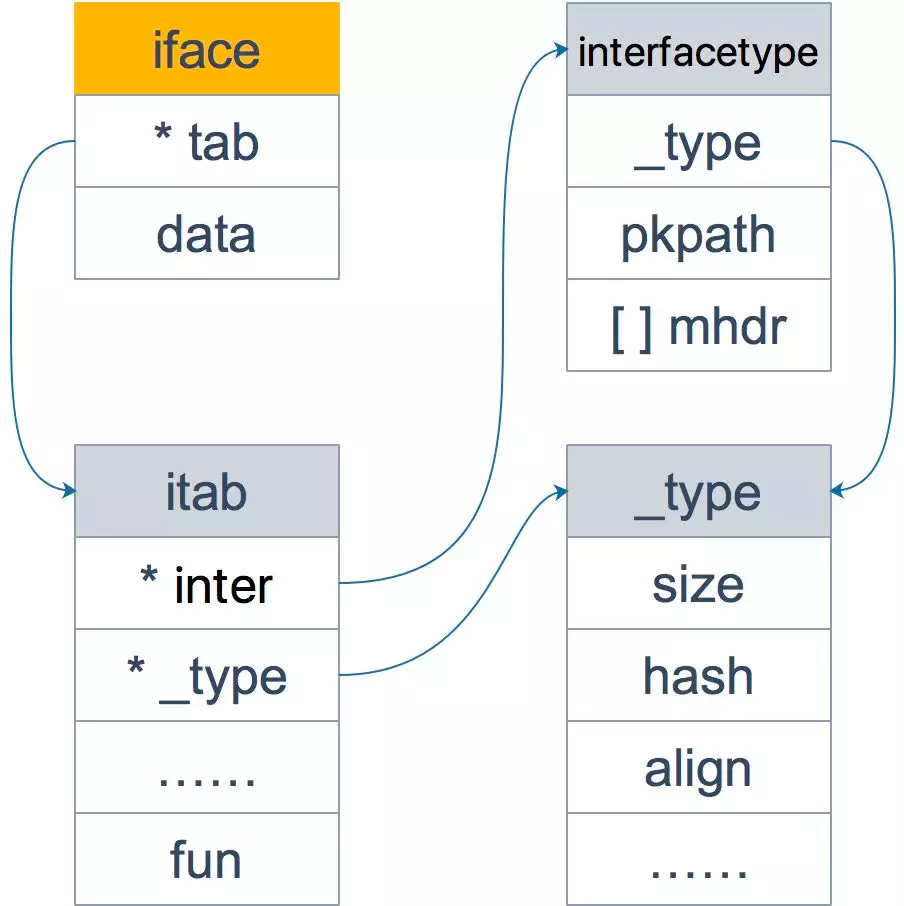 iface
* tab
data
interfacetype
_type
pkpath
[ ] mhdr
itab
* inter
* _type
……
fun
_type
size
hash
align
……